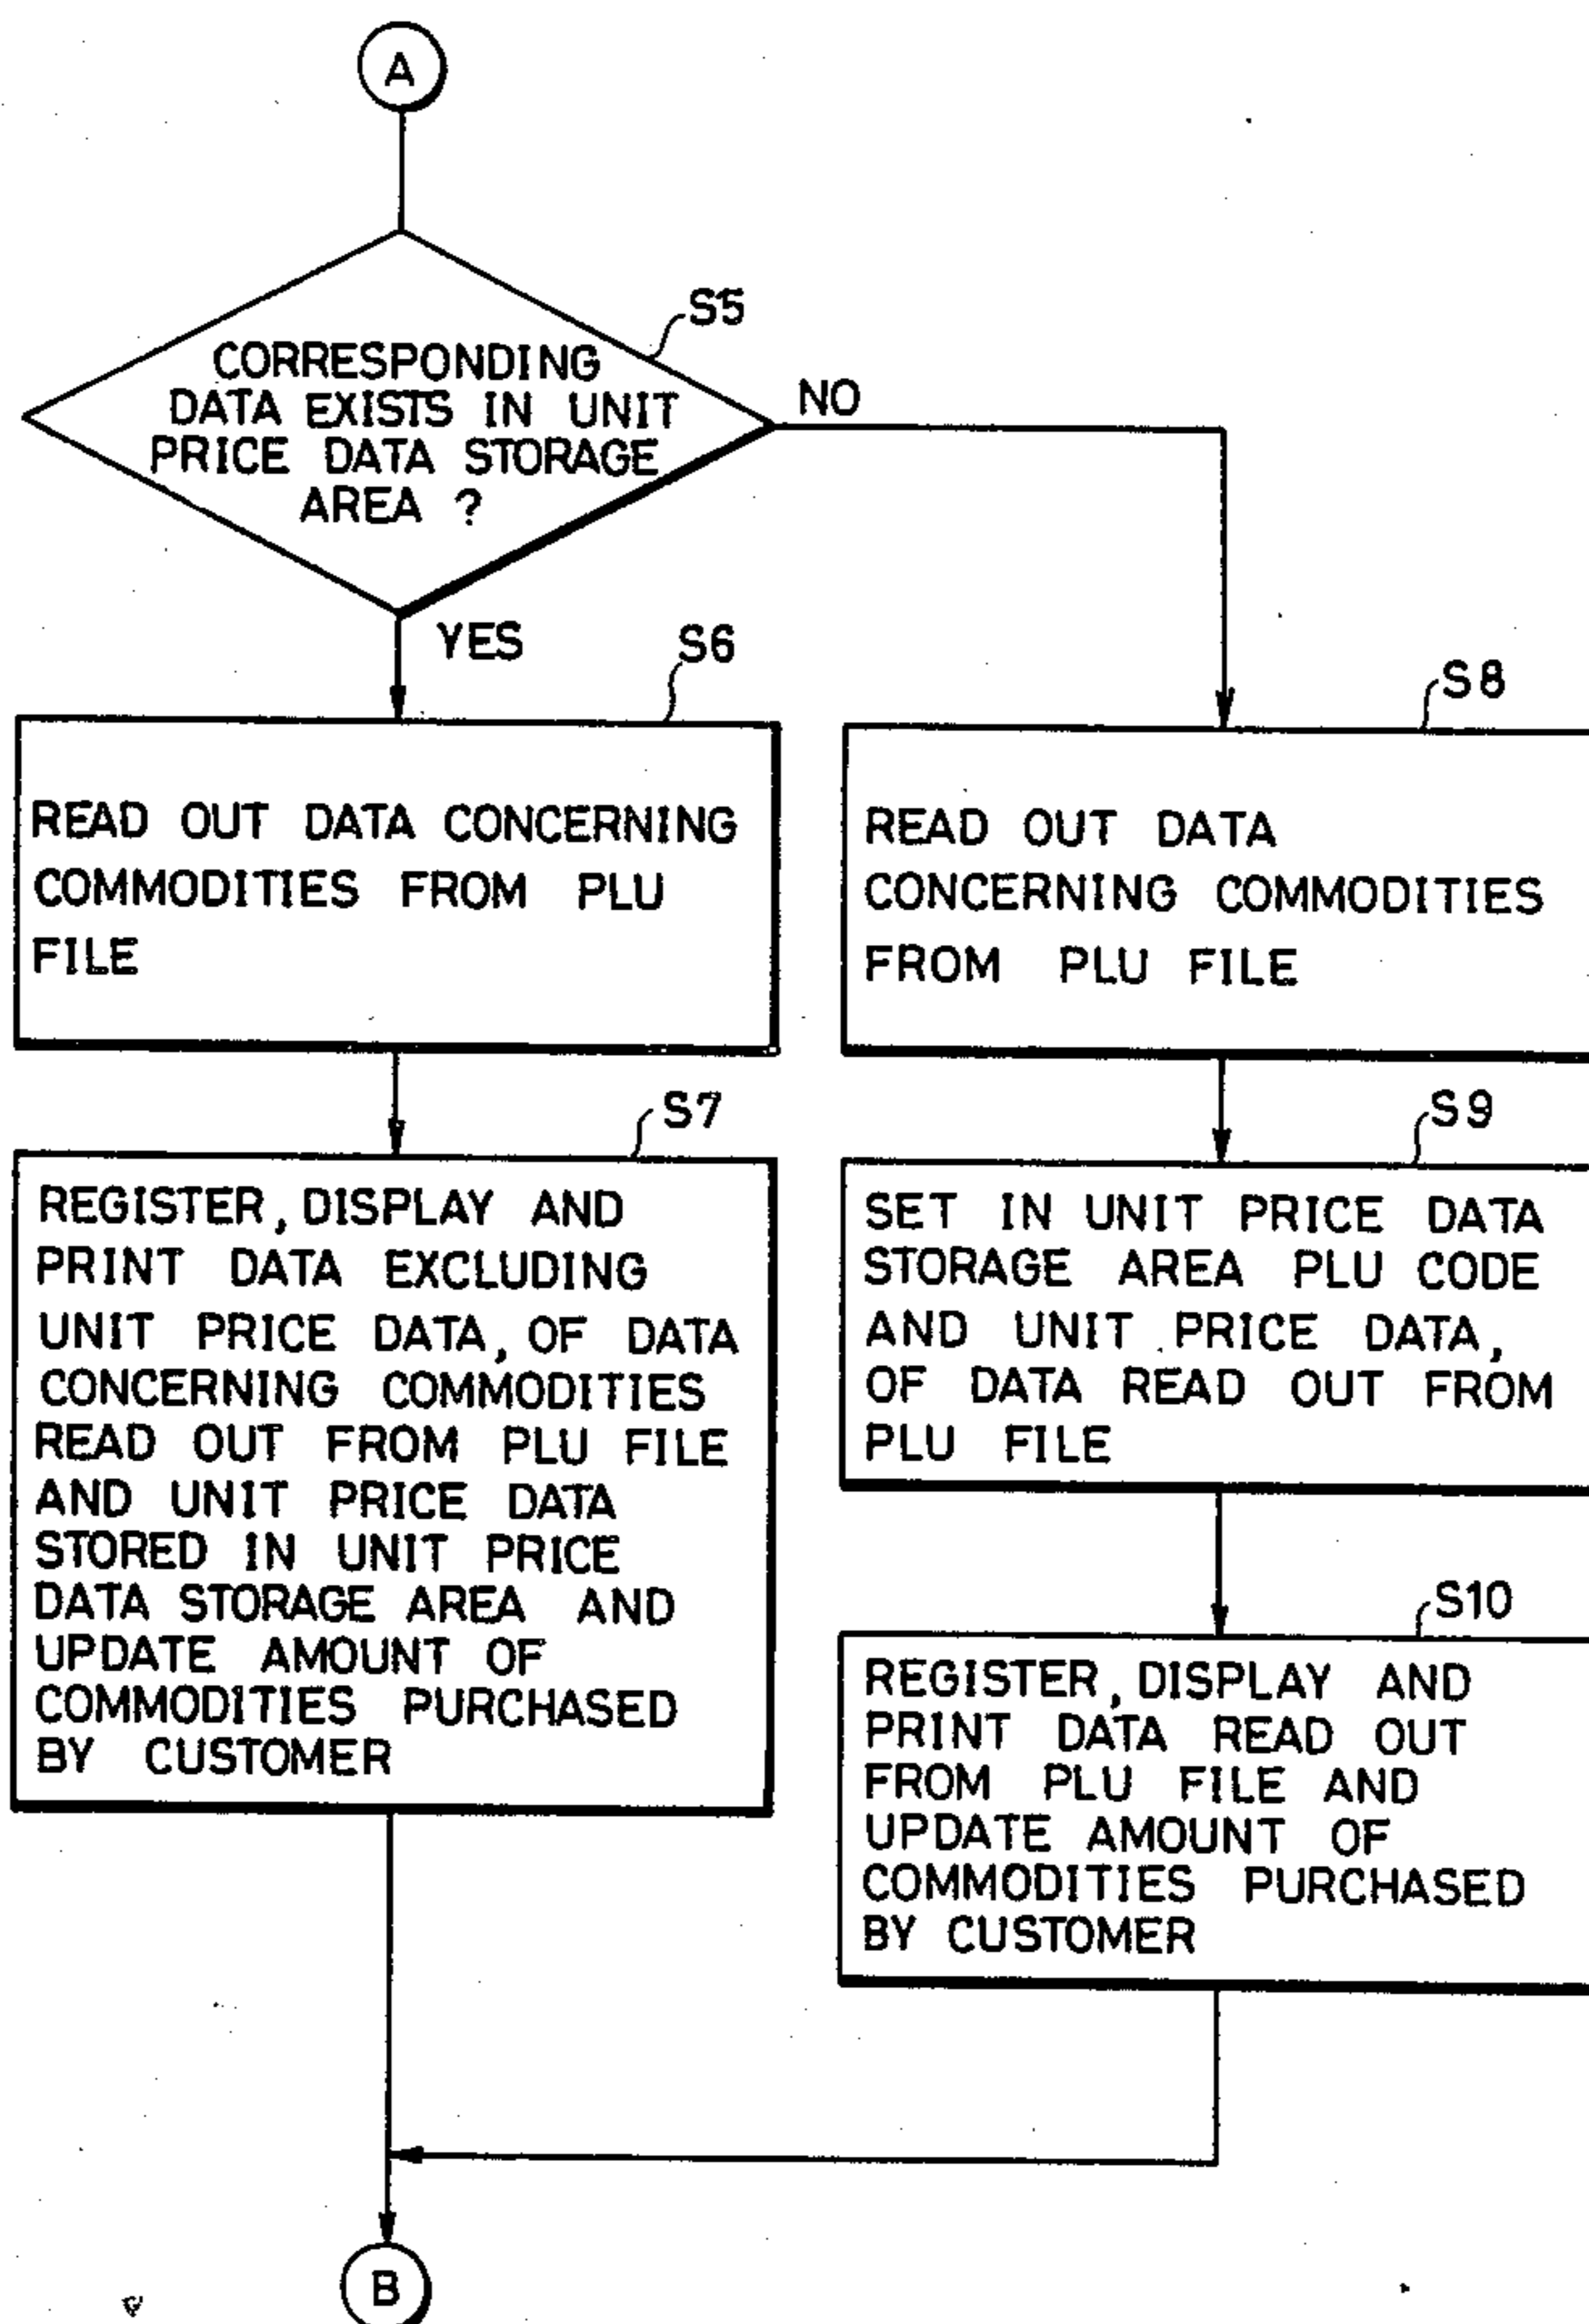 A
S5
CORRESPONDING
DATA EXISTS IN UNIT
PRICE DATA STORAGE
AREA ?
NO
YES
S6
READ OUT DATA CONCERNING
COMMODITIES FROM PLU
FILE
S7
REGISTER, DISPLAY AND
PRINT DATA EXCLUDING
UNIT PRICE DATA, OF DATA
CONCERNING COMMODITIES
READ OUT FROM PLU FILE
AND UNIT PRICE DATA
STORED IN UNIT PRICE
DATA STORAGE AREA AND
UPDATE AMOUNT OF
COMMODITIES PURCHASED
BY CUSTOMER
S8
READ OUT DATA
CONCERNING COMMODITIES
FROM PLU FILE
S9
SET IN UNIT PRICE DATA
STORAGE AREA PLU CODE
AND UNIT PRICE DATA,
OF DATA READ OUT FROM
PLU FILE
S10
REGISTER, DISPLAY AND
PRINT DATA READ OUT
FROM PLU FILE AND
UPDATE AMOUNT OF
COMMODITIES PURCHASED
BY CUSTOMER
B